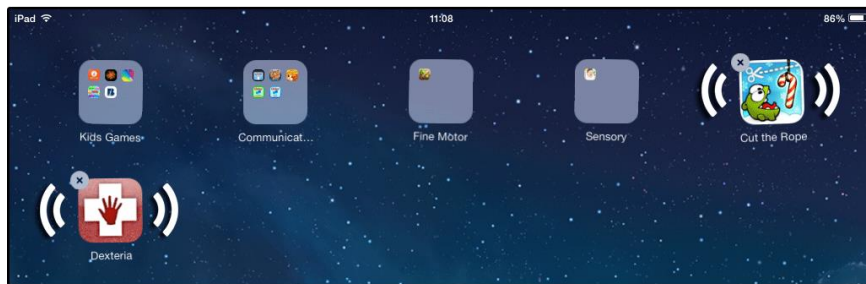 iPad 11:08 86%
Kids Games Communicat... Fine Motor Sensory Cut the Rope
Dexteria